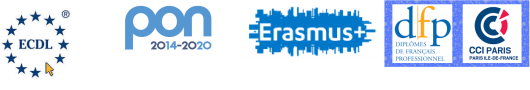 ECDL
®
pon
2014-2020
Erasmus+
dfp
DIPLÔMES
DE FRANÇAIS
PROFESSIONNEL
CCI PARIS
PARIS ILE-DE-FRANCE